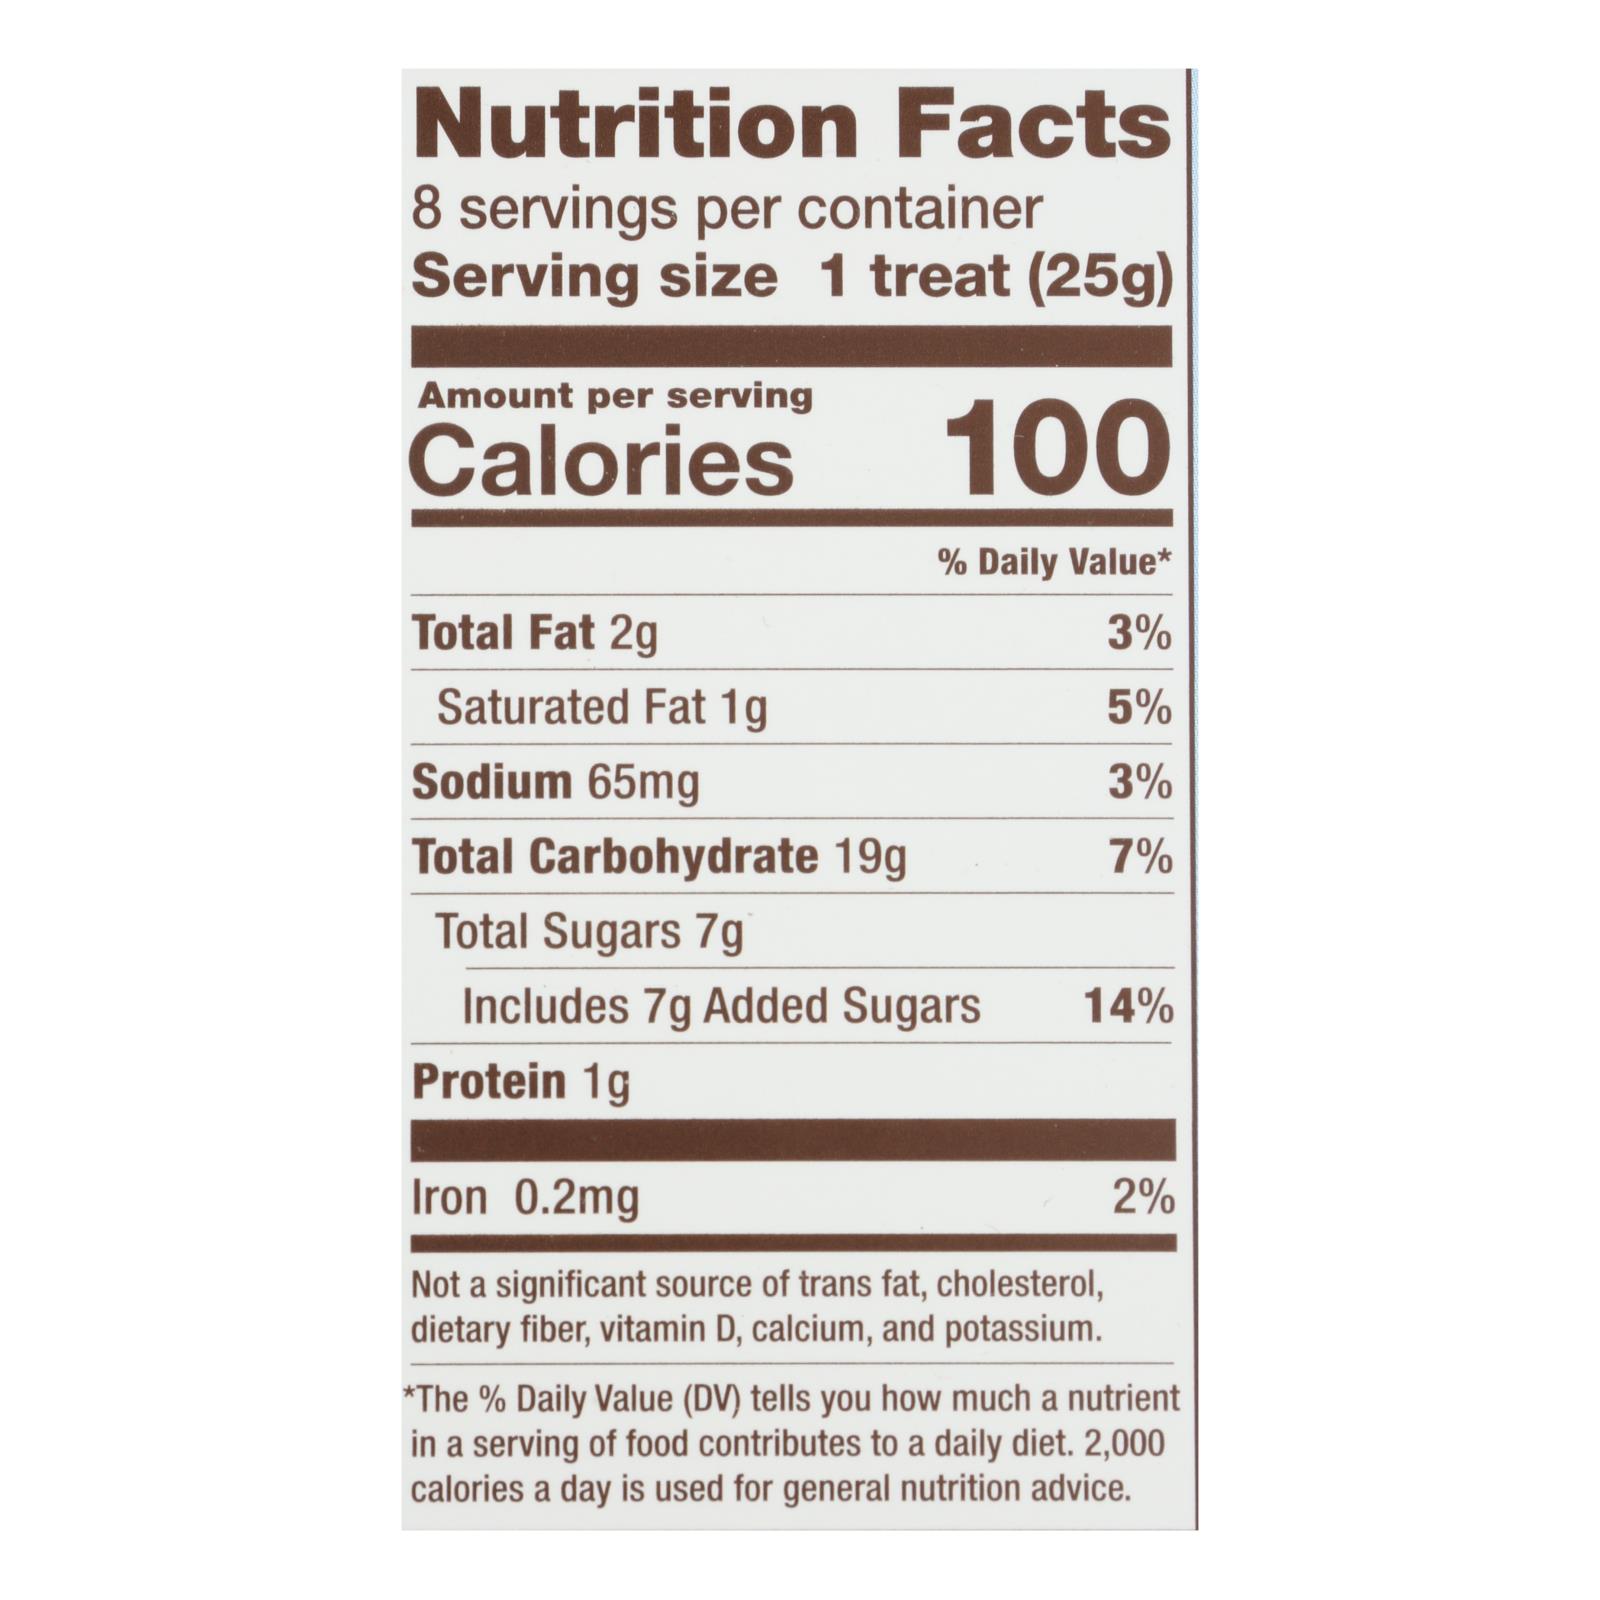 Nutrition Facts
8 servings per container
Serving size 1 treat (25g)
Amount per serving
Calories 100
% Daily Value*
Total Fat 2g 3%
Saturated Fat 1g 5%
Sodium 65mg 3%
Total Carbohydrate 19g 7%
Total Sugars 7g
Includes 7g Added Sugars 14%
Protein 1g
Iron 0.2mg 2%
Not a significant source of trans fat, cholesterol,
dietary fiber, vitamin D, calcium, and potassium.
*The % Daily Value (DV) tells you how much a nutrient
in a serving of food contributes to a daily diet. 2,000
calories a day is used for general nutrition advice.